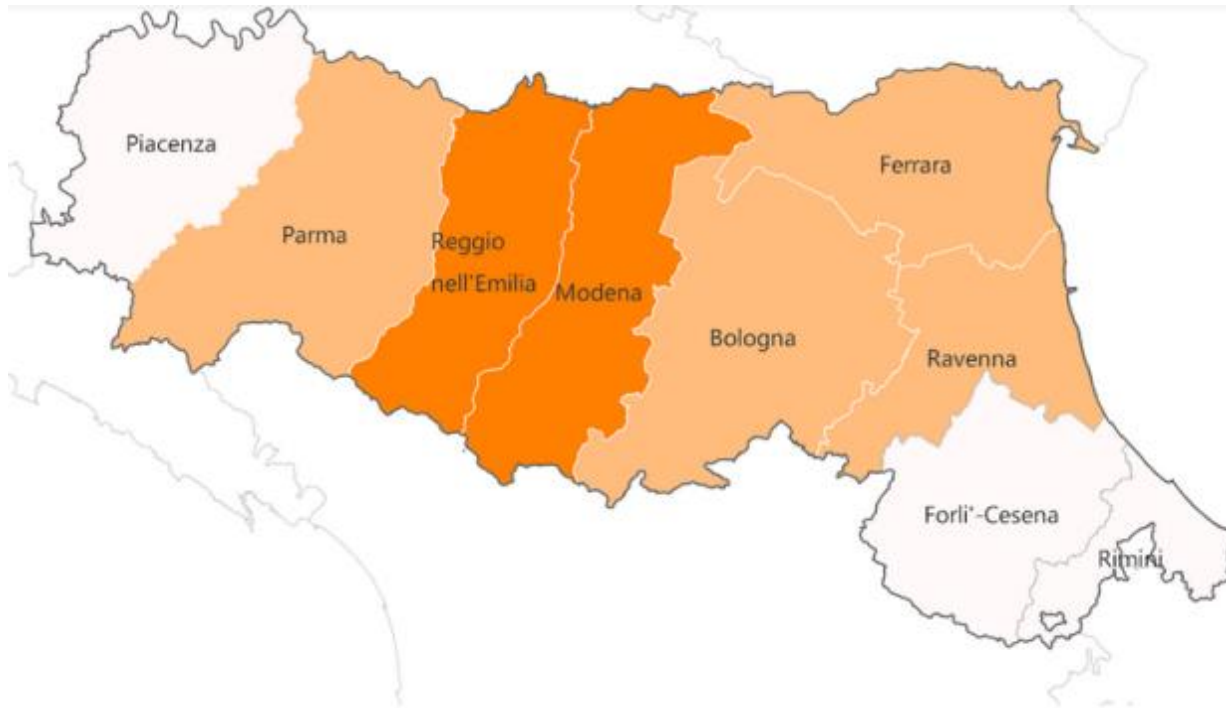 Piacenza
Ferrara
Parma
Reggio
nell'Emilia
Modena
Bologna
Ravenna
Forli'-Cesena
Rimini